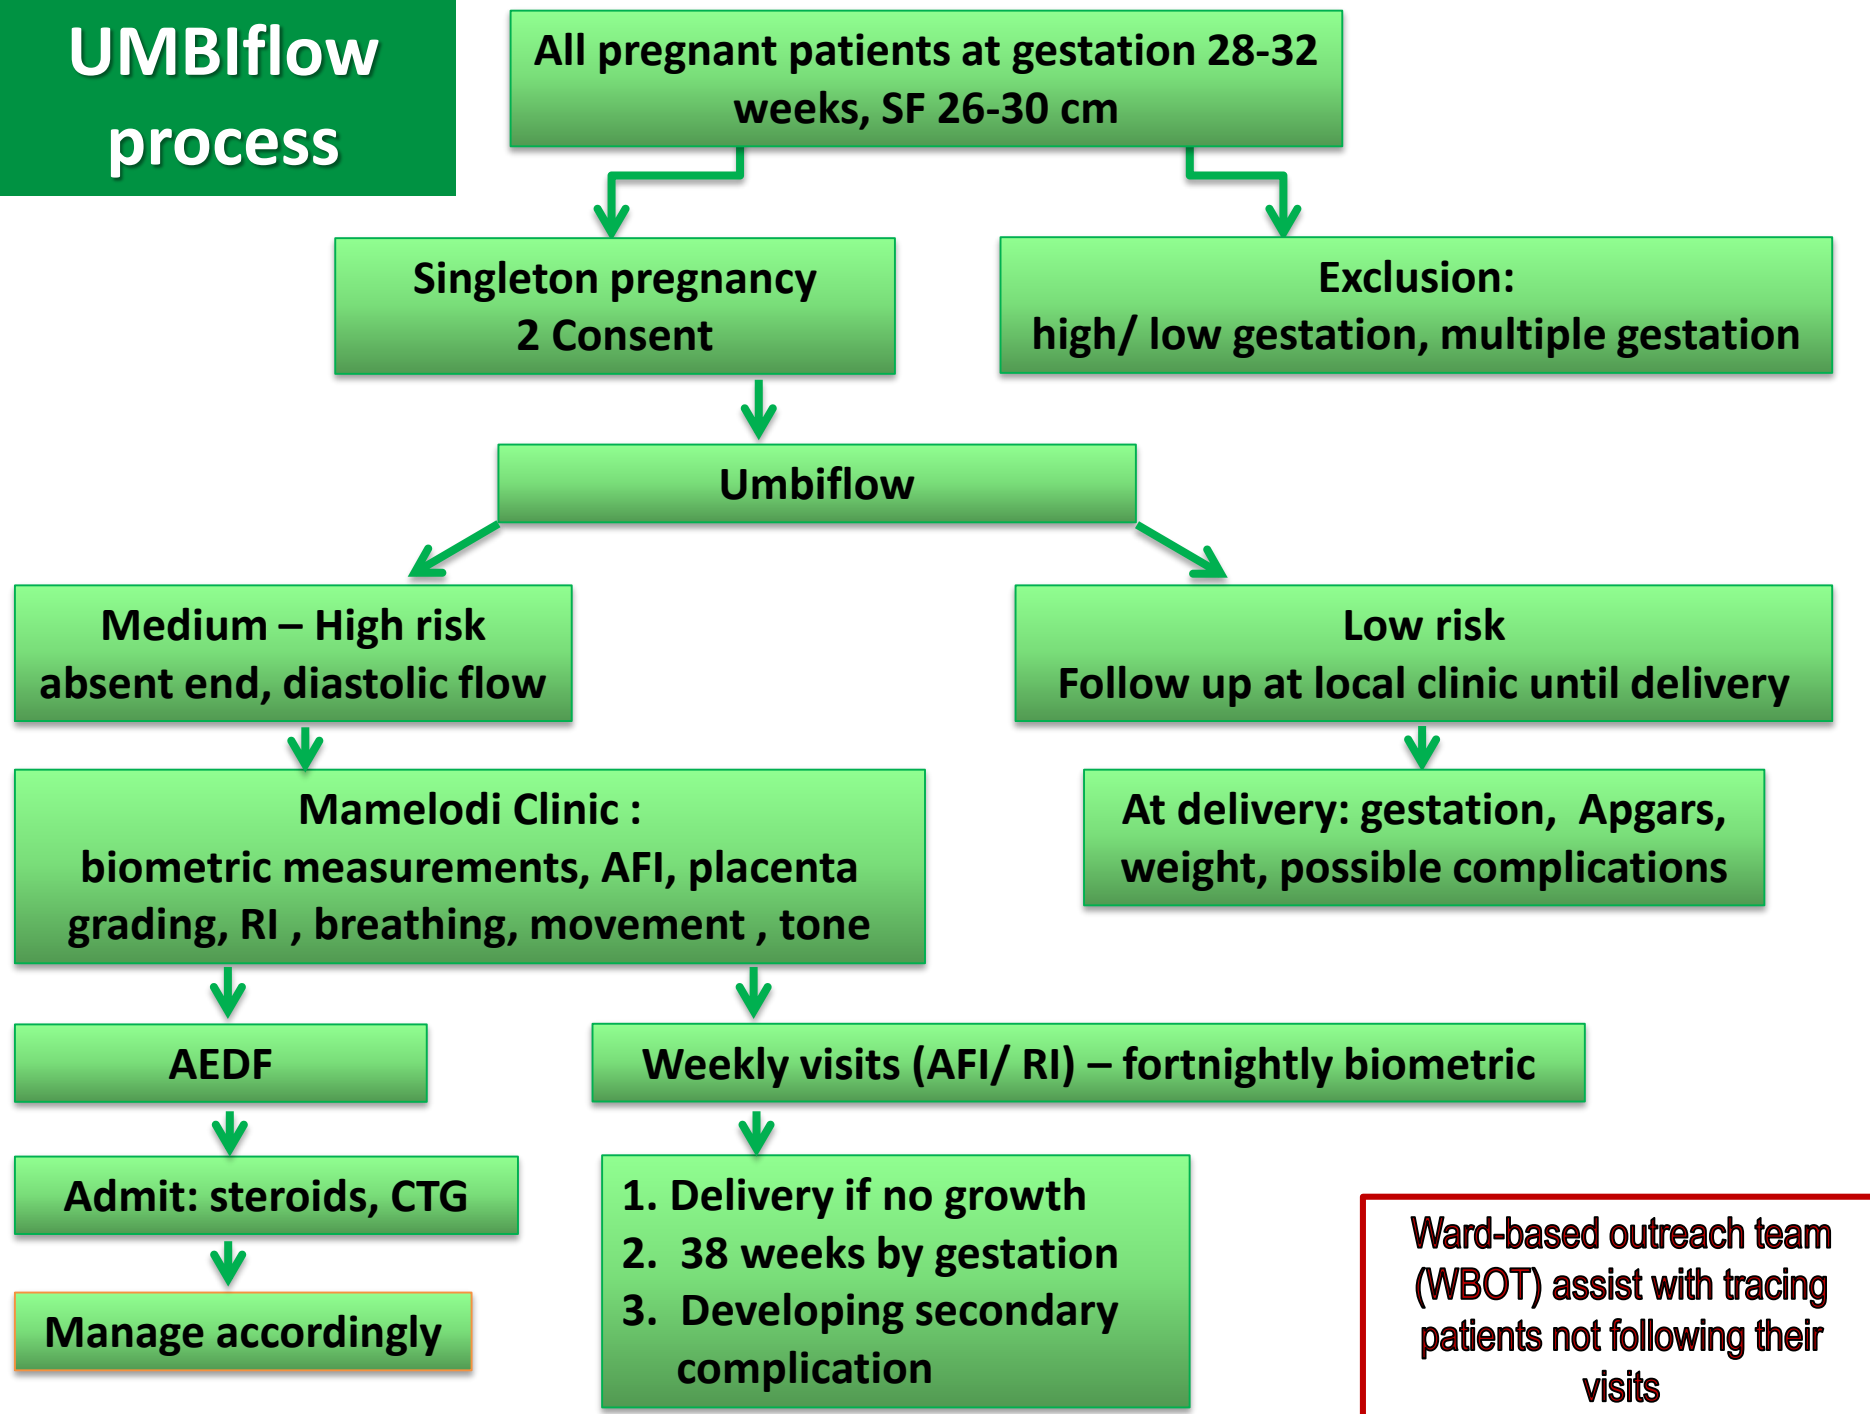 UMBIflow
process
All pregnant patients at gestation 28-32
weeks, SF 26-30 cm
Singleton pregnancy
2 Consent
Exclusion:
high/ low gestation, multiple gestation
Umbiflow
Medium – High risk
absent end, diastolic flow
Low risk
Follow up at local clinic until delivery
Mamelodi Clinic :
biometric measurements, AFI, placenta
grading, RI , breathing, movement , tone
At delivery: gestation, Apgars,
weight, possible complications
AEDF
Weekly visits (AFI/ RI) – fortnightly biometric
Admit: steroids, CTG
Manage accordingly
1. Delivery if no growth
2. 38 weeks by gestation
3. Developing secondary
complication
Ward-based outreach team
(WBOT) assist with tracing
patients not following their
visits